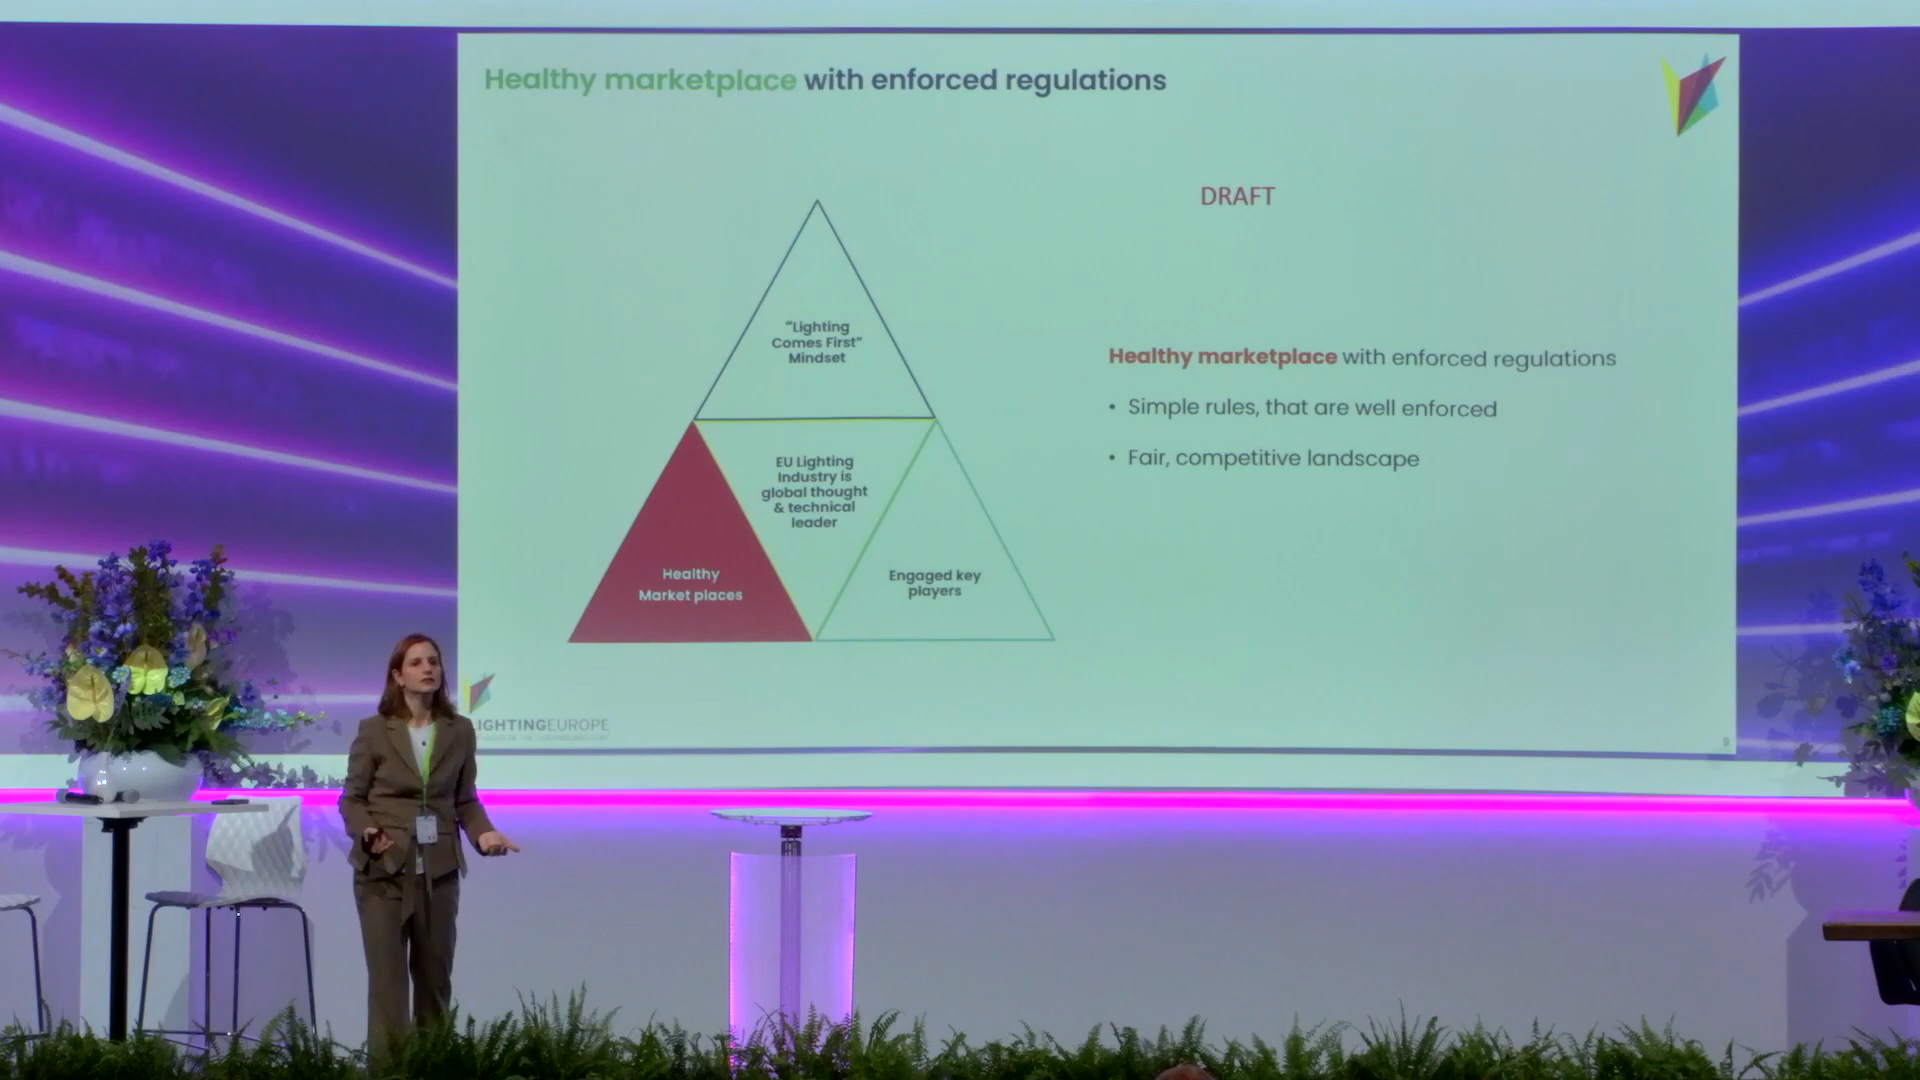 Healthy marketplace with enforced regulations
DRAFT
“Lighting
Comes First”
Mindset
EU Lighting
Industry is
global thought
& technical
leader
Healthy
Market places
Engaged key
players
Healthy marketplace with enforced regulations
• Simple rules, that are well enforced
• Fair, competitive landscape
IGHTINGEUROPE
9